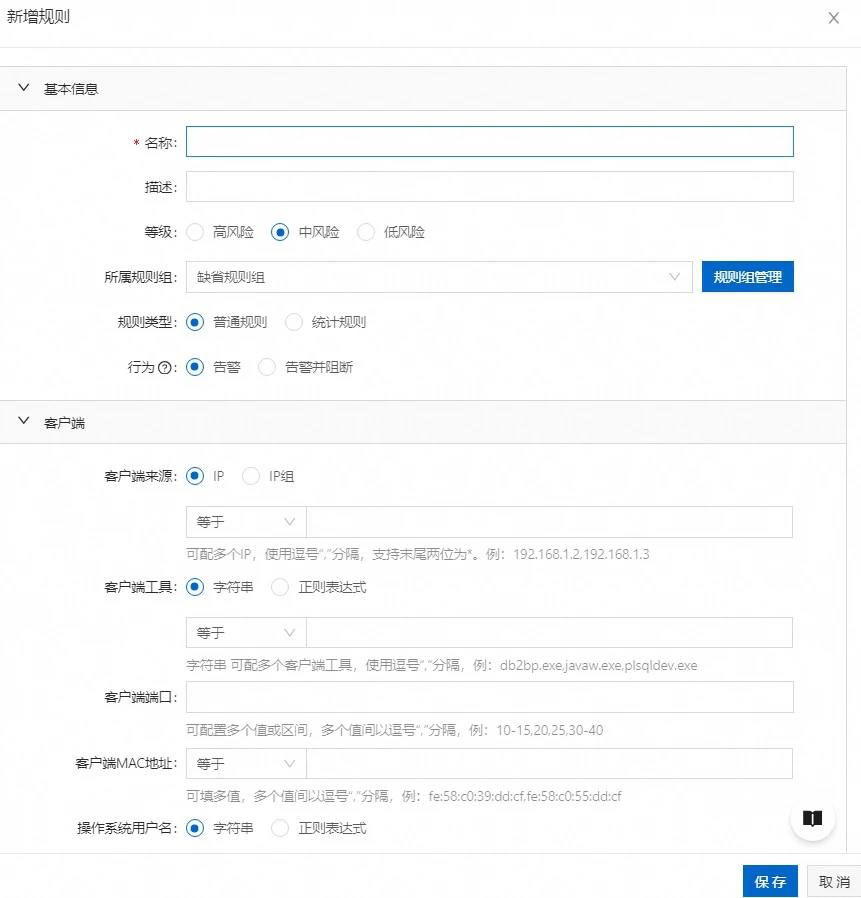 新增规则
基本信息
* 名称:
描述:
等级: 高风险 中风险 低风险
所属规则组: 缺省规则组 规则组管理
规则类型: 普通规则 统计规则
行为?: 告警 告警并阻断
客户端
客户端来源: IP IP组
等于
可配多个IP，使用逗号“,”分隔，支持末尾两位为*。例：192.168.1.2,192.168.1.3
客户端工具: 字符串 正则表达式
等于
字符串 可配多个客户端工具，使用逗号“,”分隔，例：db2bp.exe,javaw.exe,plsqldev.exe
客户端端口:
可配置多个值或区间，多个值间以逗号“,”分隔，例：10-15,20,25,30-40
客户端MAC地址: 等于
可填多值，多个值间以逗号“,”分隔，例：fe:58:c0:39:dd:cf,fe:58:c0:55:dd:cf
操作系统用户名: 字符串 正则表达式
保存 取消